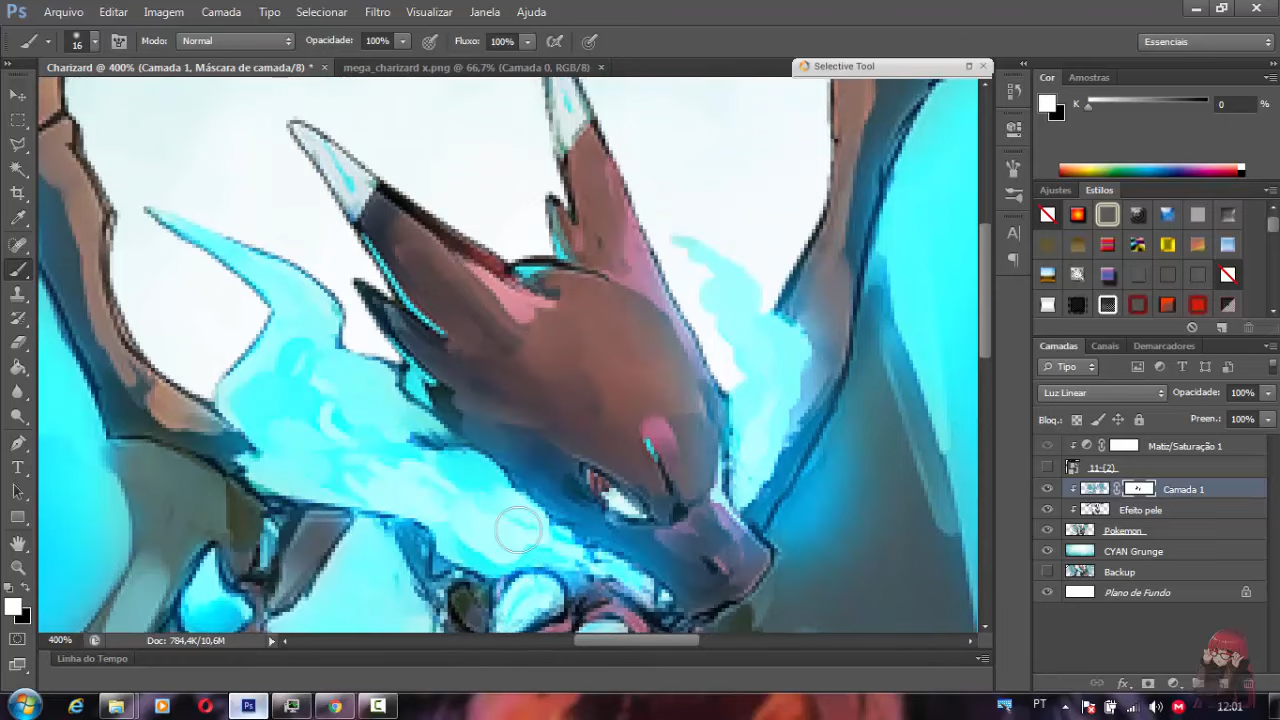 Ps Arquivo Editar Imagem Camada Tipo Selecionar Filtro Visualizar Janela Ajuda
16 Modo: Normal Opacidade: 100% Fluxo: 100% Essenciais
Charizard @ 400% (Camada 1, Máscara de camada/8) * × mega_charizard x.png @ 66,7% (Camada 0, RGB/8) ×
Selective Tool
Cor Amostras
K 0 %
Ajustes Estilos
Camadas Canais Demarcadores
Tipo
Luz Linear Opacidade: 100%
Bloq.: Preen.: 100%
Matiz/Saturação 1
11-(2)
Camada 1
Efeito pele
Pokemon
CYAN Grunge
Backup
Plano de Fundo
400% Doc: 784,4K/10,6M
Linha do Tempo
fx
Ps PT 12:01